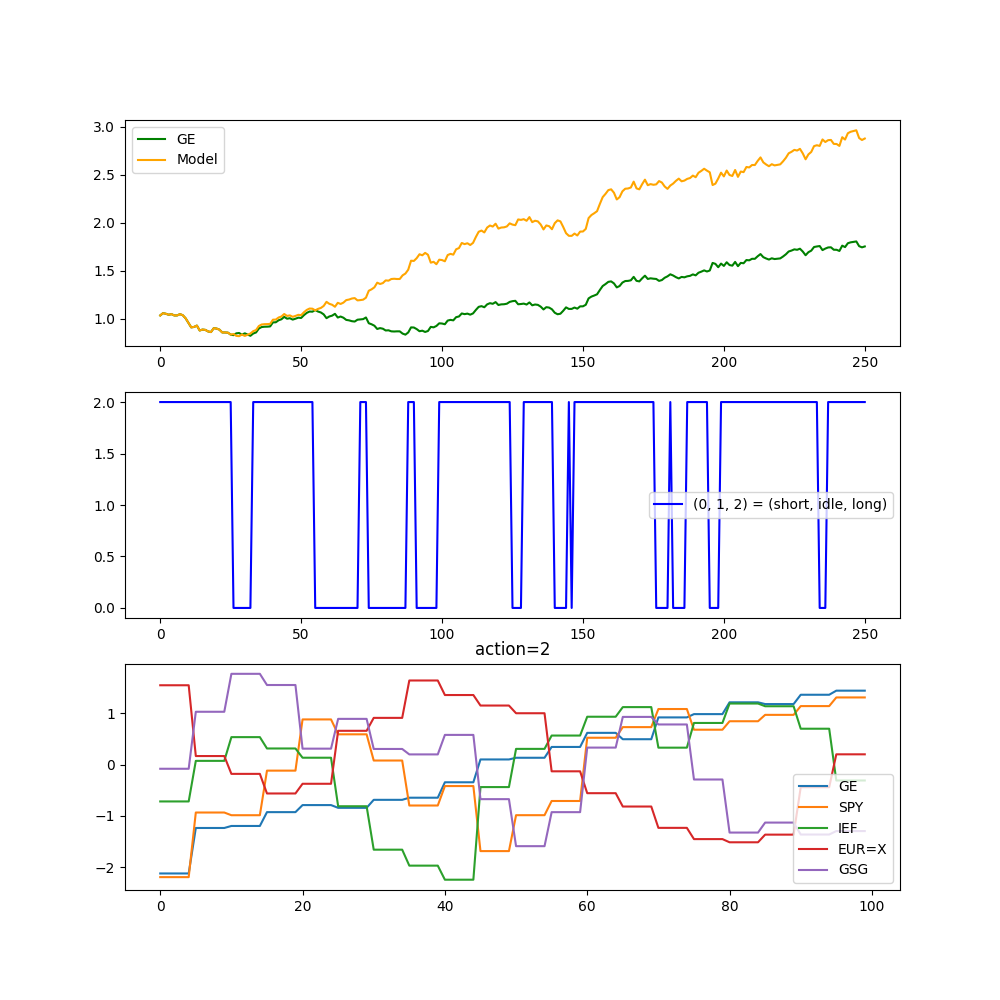 3.0
2.5
2.0
1.5
1.0
GE
Model
0 50 100 150 200 250
2.0
1.5
1.0
0.5
0.0
(0, 1, 2) = (short, idle, long)
0 50 100 150 200 250
action=2
1
0
−1
−2
GE
SPY
IEF
EUR=X
GSG
0 20 40 60 80 100